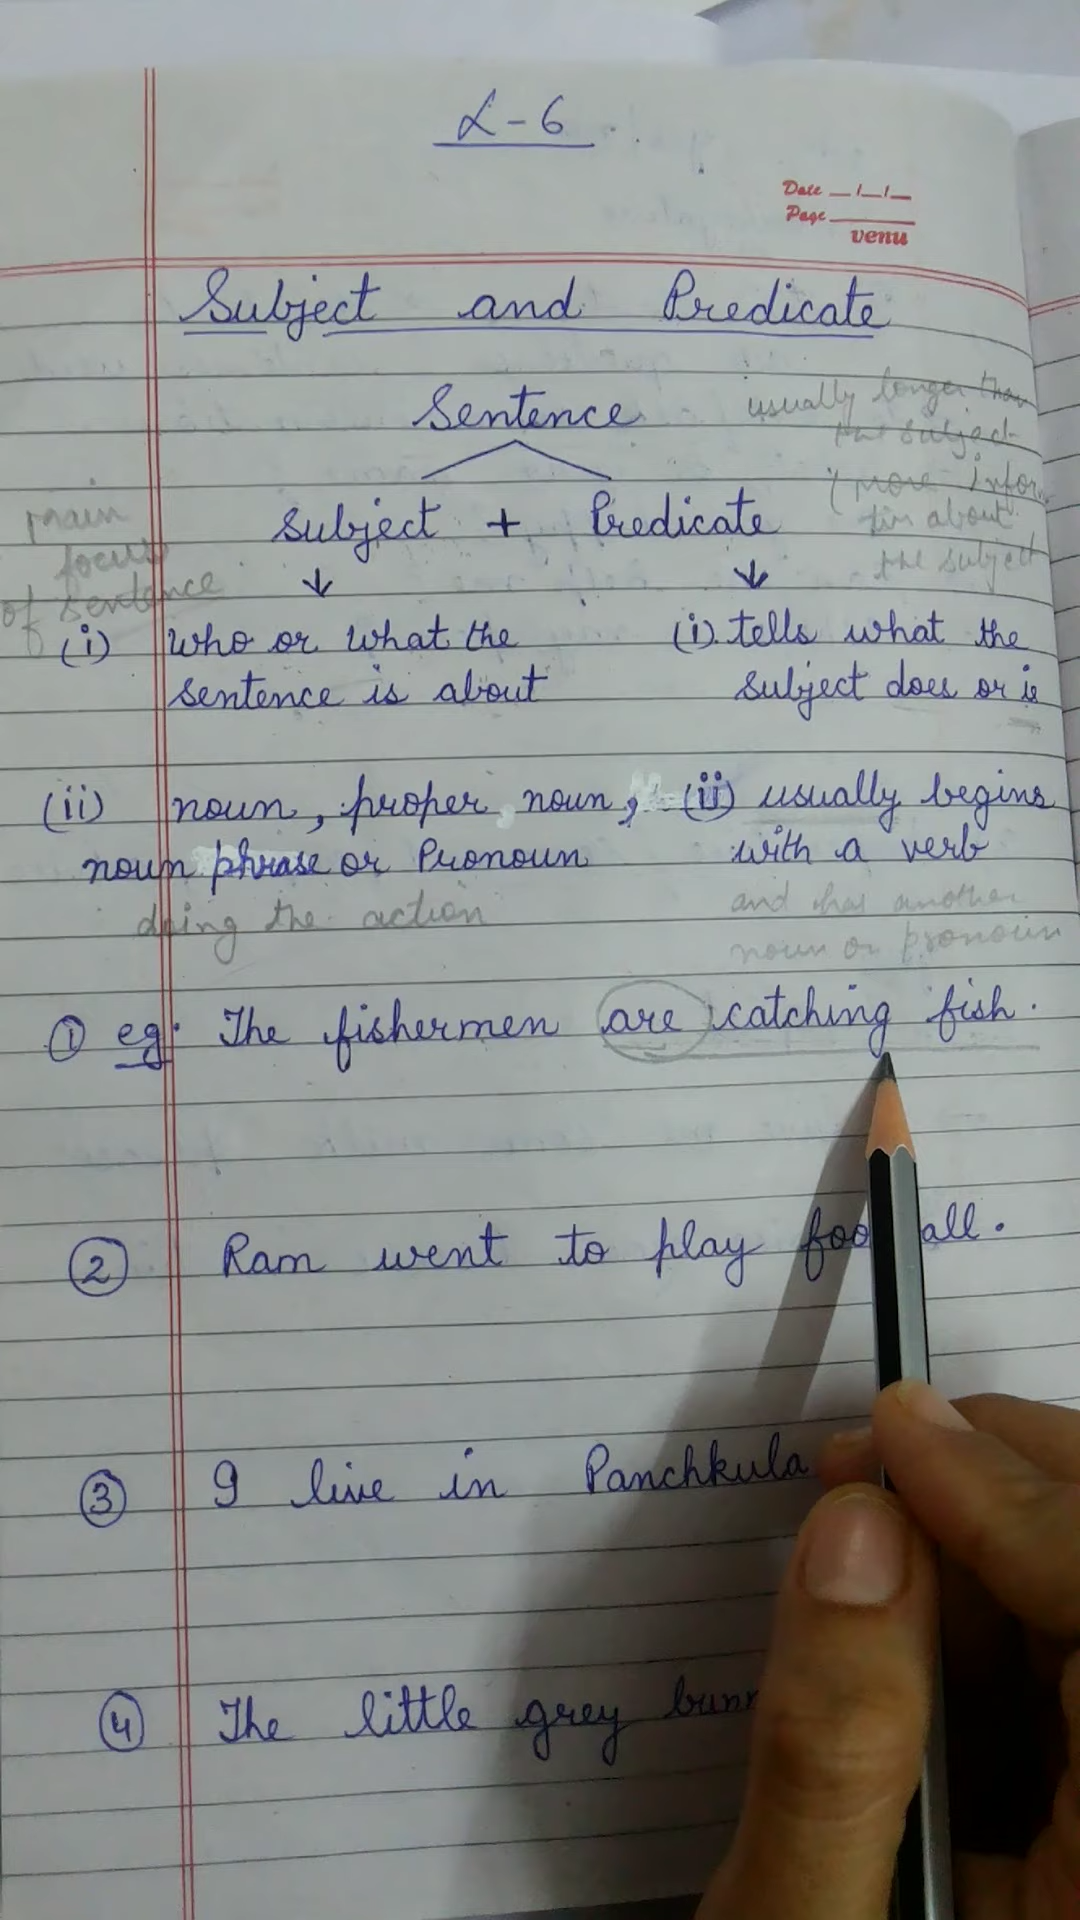 L-6
Date __/__/__
Page
venu
Subject and Predicate
Sentence
usually longer than
the subject
(more infor
tin about
the subject
main
focus
of sentence
Subject + Predicate
↓ ↓
(i) who or what the
sentence is about
(i). tells what the
subject does or is
(ii) noun, proper noun,
noun phrase or Pronoun
doing the action
(ii) usually begins
with a verb
and has another
noun or pronoun
① eg. The fishermen are catching fish.
② Ram went to play foo all.
③ I live in Panchkula
④ The little grey